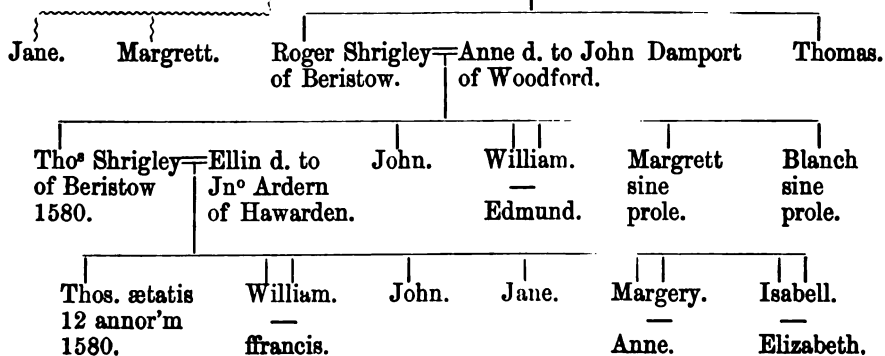 Jane. Margrett. Roger Shrigley=Anne d. to John Damport Thomas.
of Beristow. of Woodford.
Thoˢ Shrigley=Ellin d. to John. William. Margrett Blanch
of Beristow Jnᵒ Ardern — sine sine
1580. of Hawarden. Edmund. prole. prole.
Thos. ætatis William. John. Jane. Margery. Isabell.
12 annor'm — — —
1580. ffrancis. Anne. Elizabeth.